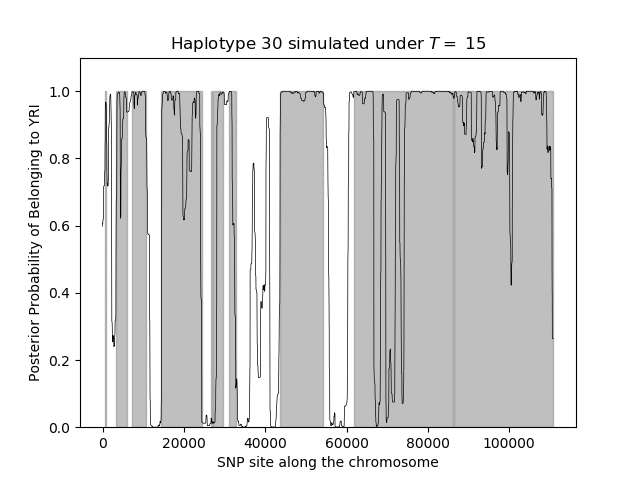 Haplotype 30 simulated under T = 15
Posterior Probability of Belonging to YRI
1.0
0.8
0.6
0.4
0.2
0.0
0 20000 40000 60000 80000 100000
SNP site along the chromosome